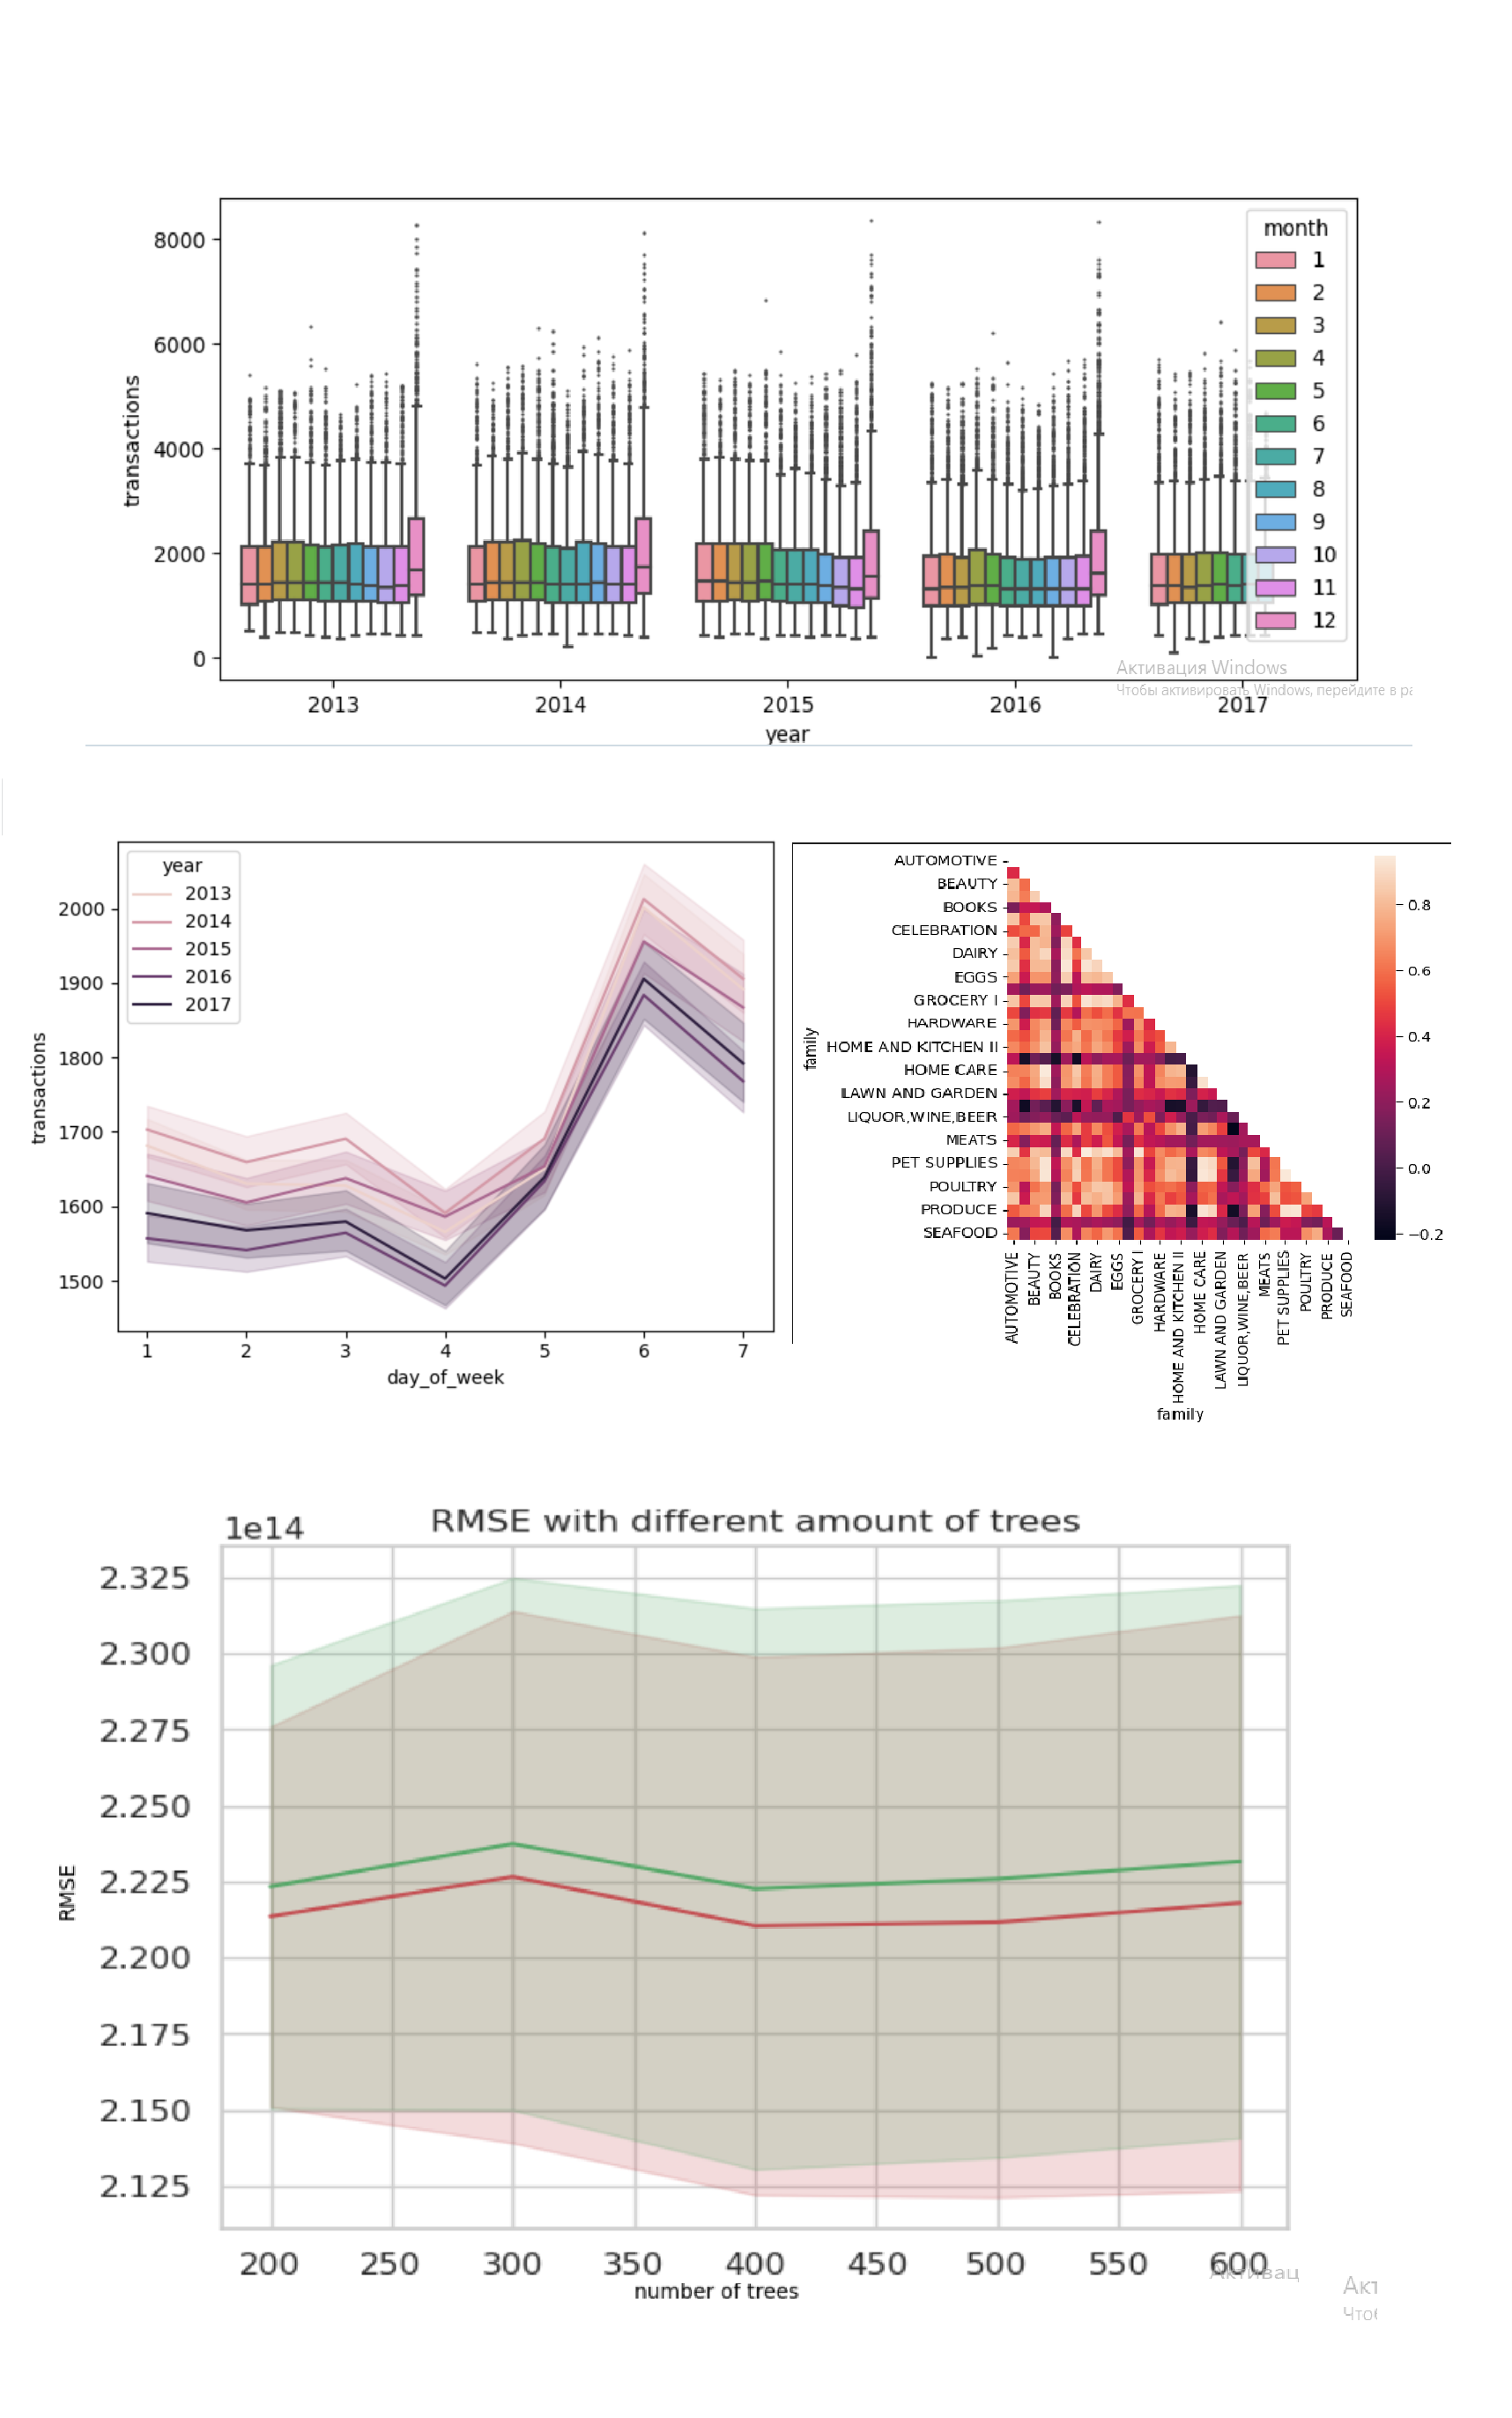 month
1
2
3
4
5
6
7
8
9
10
11
12
8000
6000
4000
2000
0
transactions
2013 2014 2015 2016 2017
year
Активация Windows
Чтобы активировать Windows, перейдите в ра
year
2013
2014
2015
2016
2017
2000
1900
1800
1700
1600
1500
transactions
1 2 3 4 5 6 7
day_of_week
AUTOMOTIVE
BEAUTY
BOOKS
CELEBRATION
DAIRY
EGGS
GROCERY I
HARDWARE
HOME AND KITCHEN II
HOME CARE
LAWN AND GARDEN
LIQUOR,WINE,BEER
MEATS
PET SUPPLIES
POULTRY
PRODUCE
SEAFOOD
family
0.8
0.6
0.4
0.2
0.0
−0.2
AUTOMOTIVE
BEAUTY
BOOKS
CELEBRATION
DAIRY
EGGS
GROCERY I
HARDWARE
HOME AND KITCHEN II
HOME CARE
LAWN AND GARDEN
LIQUOR,WINE,BEER
MEATS
PET SUPPLIES
POULTRY
PRODUCE
SEAFOOD
family
1e14
RMSE with different amount of trees
2.325
2.300
2.275
2.250
2.225
2.200
2.175
2.150
2.125
RMSE
200 250 300 350 400 450 500 550 600
number of trees
Активац
Акт
Чтоб